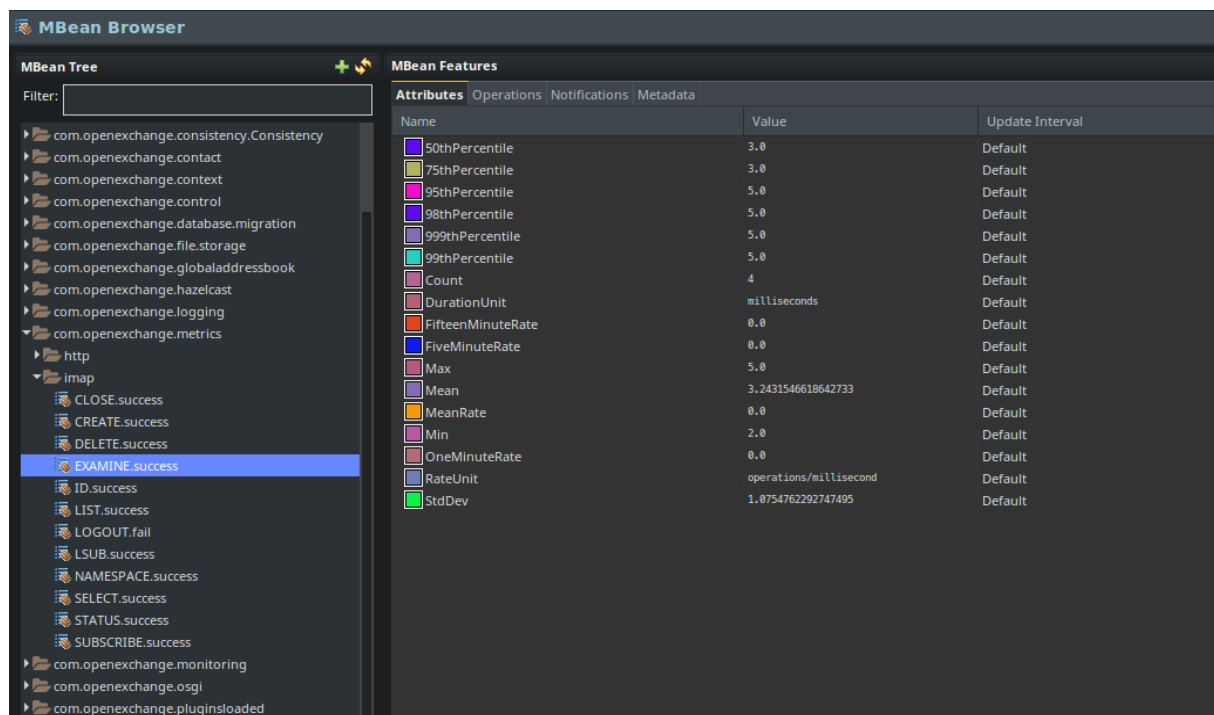 MBean Browser
MBean Tree
Filter:
com.openexchange.consistency.Consistency
com.openexchange.contact
com.openexchange.context
com.openexchange.control
com.openexchange.database.migration
com.openexchange.file.storage
com.openexchange.globaladdressbook
com.openexchange.hazelcast
com.openexchange.logging
com.openexchange.metrics
http
imap
CLOSE.success
CREATE.success
DELETE.success
EXAMINE.success
ID.success
LIST.success
LOGOUT.fail
LSUB.success
NAMESPACE.success
SELECT.success
STATUS.success
SUBSCRIBE.success
com.openexchange.monitoring
com.openexchange.osgi
com.openexchange.pluginsloaded
MBean Features
Attributes Operations Notifications Metadata
Name Value Update Interval
50thPercentile 3.0 Default
75thPercentile 3.0 Default
95thPercentile 5.0 Default
98thPercentile 5.0 Default
999thPercentile 5.0 Default
99thPercentile 5.0 Default
Count 4 Default
DurationUnit milliseconds Default
FifteenMinuteRate 0.0 Default
FiveMinuteRate 0.0 Default
Max 5.0 Default
Mean 3.2431546618642733 Default
MeanRate 0.0 Default
Min 2.0 Default
OneMinuteRate 0.0 Default
RateUnit operations/millisecond Default
StdDev 1.0754762292747495 Default